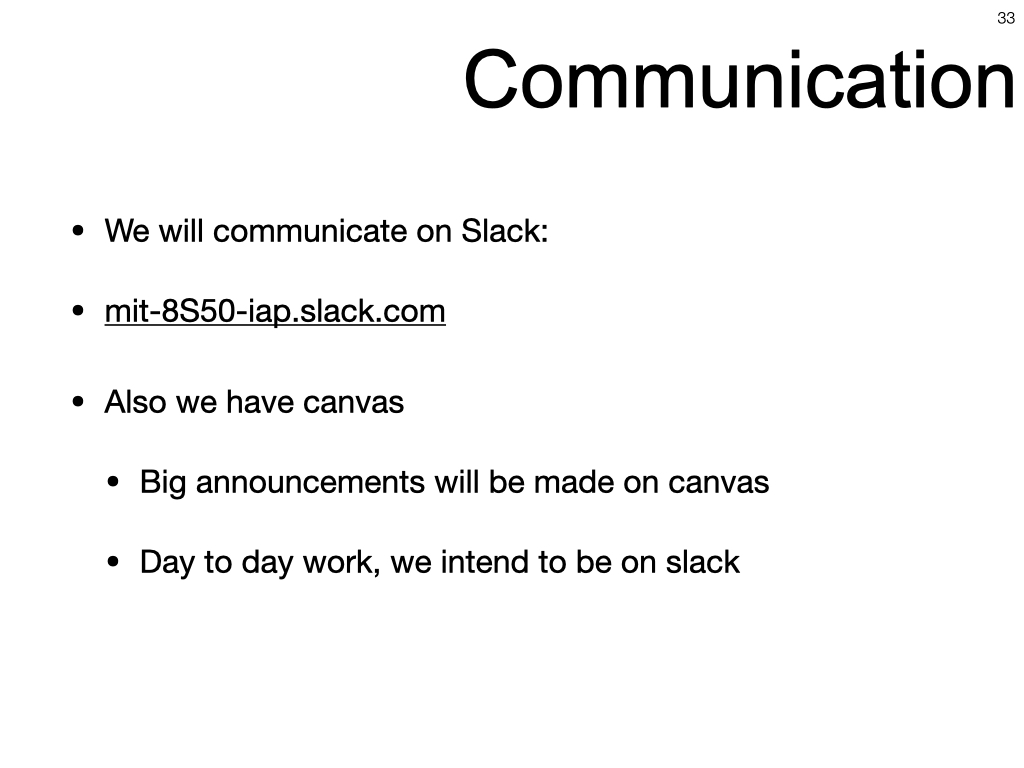 33
Communication
• We will communicate on Slack:
• mit-8S50-iap.slack.com
• Also we have canvas
• Big announcements will be made on canvas
• Day to day work, we intend to be on slack